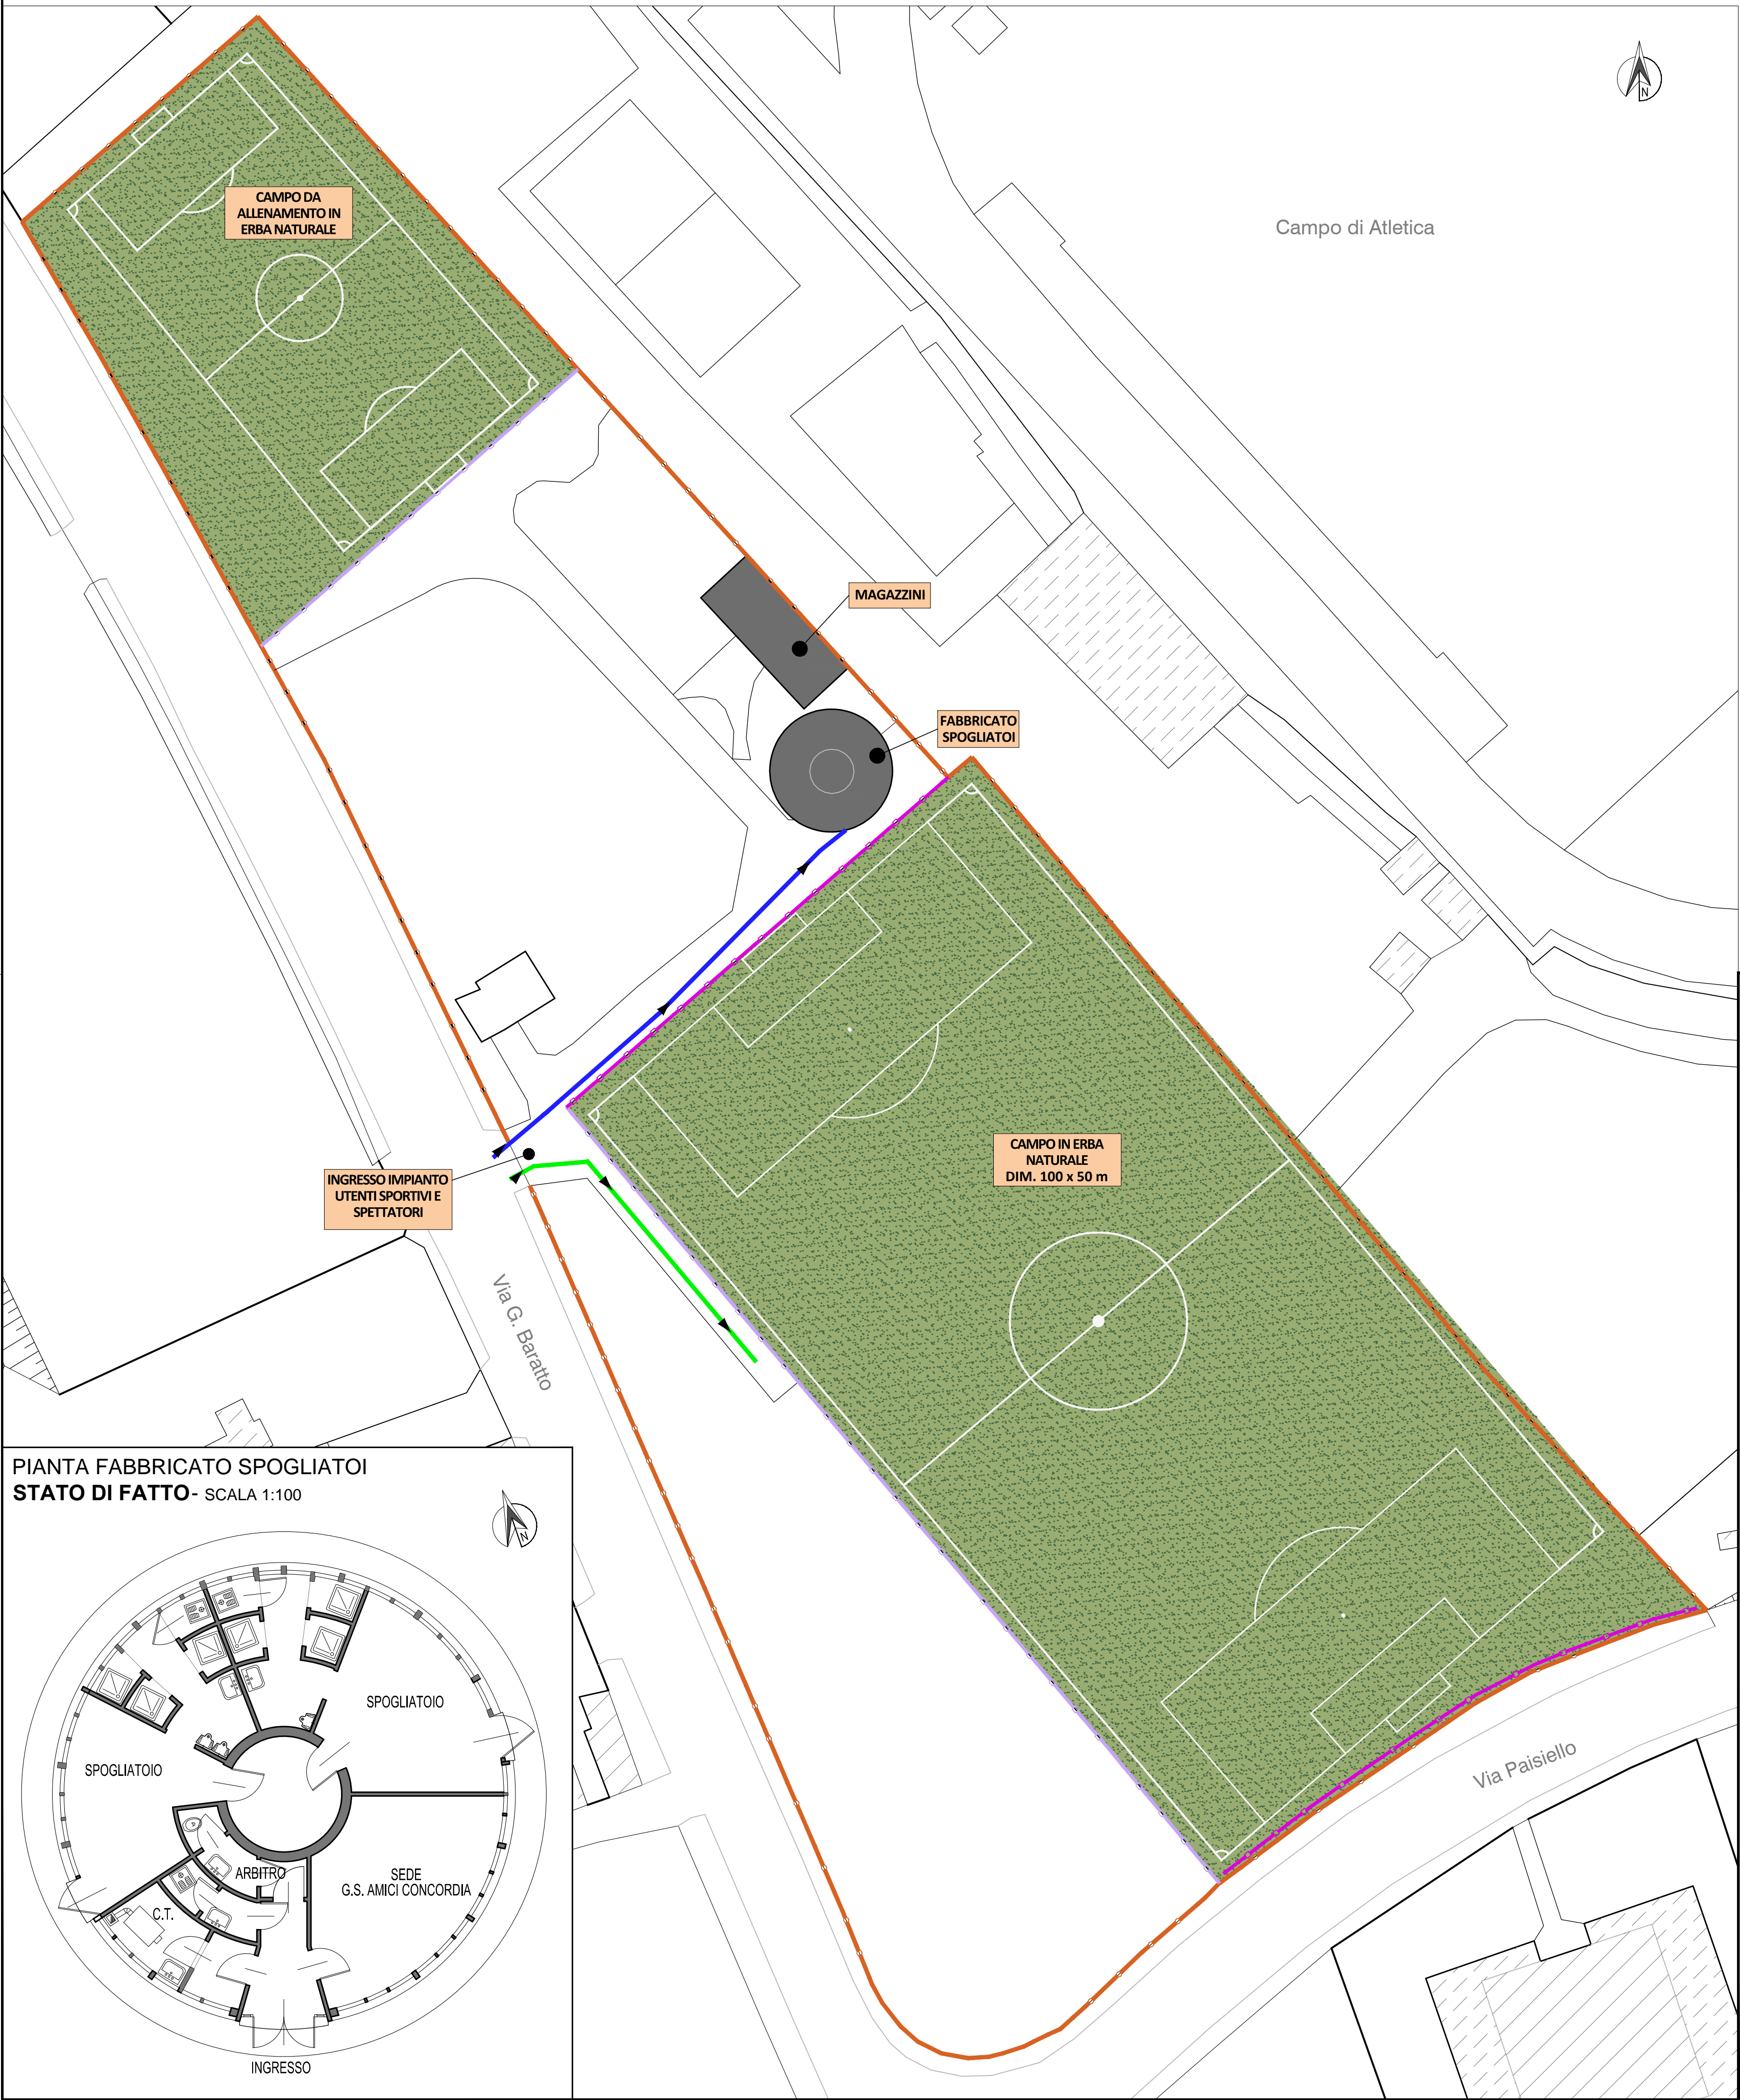 N
Campo di Atletica
CAMPO DA
ALLENAMENTO IN
ERBA NATURALE
MAGAZZINI
FABBRICATO
SPOGLIATOI
CAMPO IN ERBA
NATURALE
DIM. 100 x 50 m
INGRESSO IMPIANTO
UTENTI SPORTIVI E
SPETTATORI
Via G. Baratto
Via Paisiello
PIANTA FABBRICATO SPOGLIATOI
STATO DI FATTO- SCALA 1:100
N
SPOGLIATOIO
SPOGLIATOIO
ARBITRO
SEDE
G.S. AMICI CONCORDIA
C.T.
INGRESSO